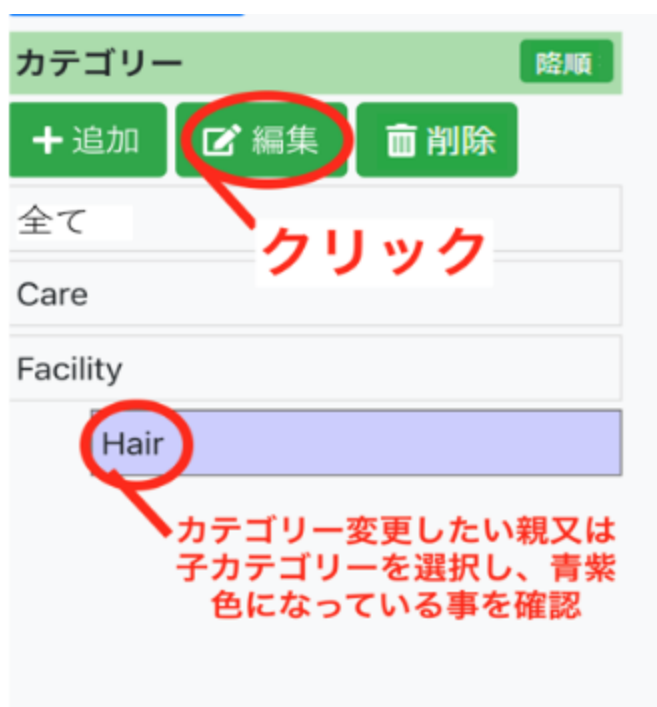 カテゴリー 降順
追加 編集 削除
全て
クリック
Care
Facility
Hair
カテゴリー変更したい親又は
子カテゴリーを選択し、青紫
色になっている事を確認